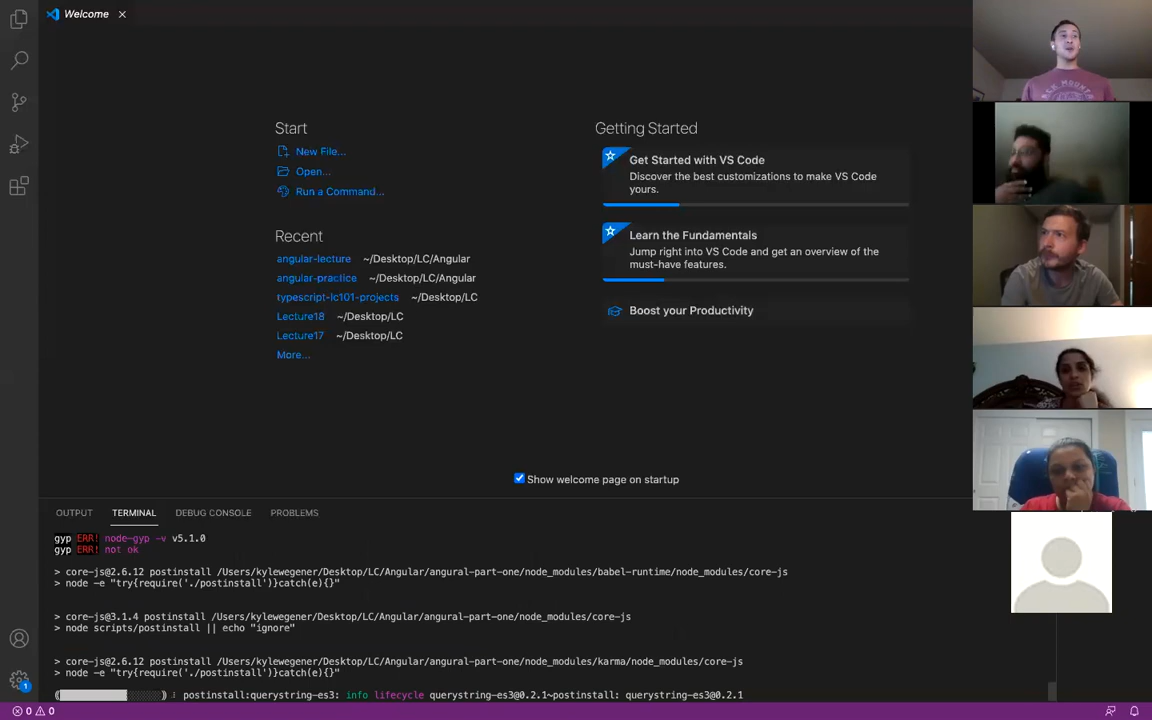 Welcome
Start
New File...
Open...
Run a Command...
Recent
angular-lecture ~/Desktop/LC/Angular
angular-practice ~/Desktop/LC/Angular
typescript-lc101-projects ~/Desktop/LC
Lecture18 ~/Desktop/LC
Lecture17 ~/Desktop/LC
More...
Getting Started
Get Started with VS Code
Discover the best customizations to make VS Code
yours.
Learn the Fundamentals
Jump right into VS Code and get an overview of the
must-have features.
Boost your Productivity
Show welcome page on startup
OUTPUT TERMINAL DEBUG CONSOLE PROBLEMS
gyp ERR! node-gyp -v v5.1.0
gyp ERR! not ok
> core-js@2.6.12 postinstall /Users/kylewegener/Desktop/LC/Angular/angural-part-one/node_modules/babel-runtime/node_modules/core-js
> node -e "try{require('./postinstall')}catch(e){}"
> core-js@3.1.4 postinstall /Users/kylewegener/Desktop/LC/Angular/angural-part-one/node_modules/core-js
> node scripts/postinstall || echo "ignore"
> core-js@2.6.12 postinstall /Users/kylewegener/Desktop/LC/Angular/angural-part-one/node_modules/karma/node_modules/core-js
> node -e "try{require('./postinstall')}catch(e){}"
postinstall:querystring-es3: info lifecycle querystring-es3@0.2.1~postinstall: querystring-es3@0.2.1
1
0 0